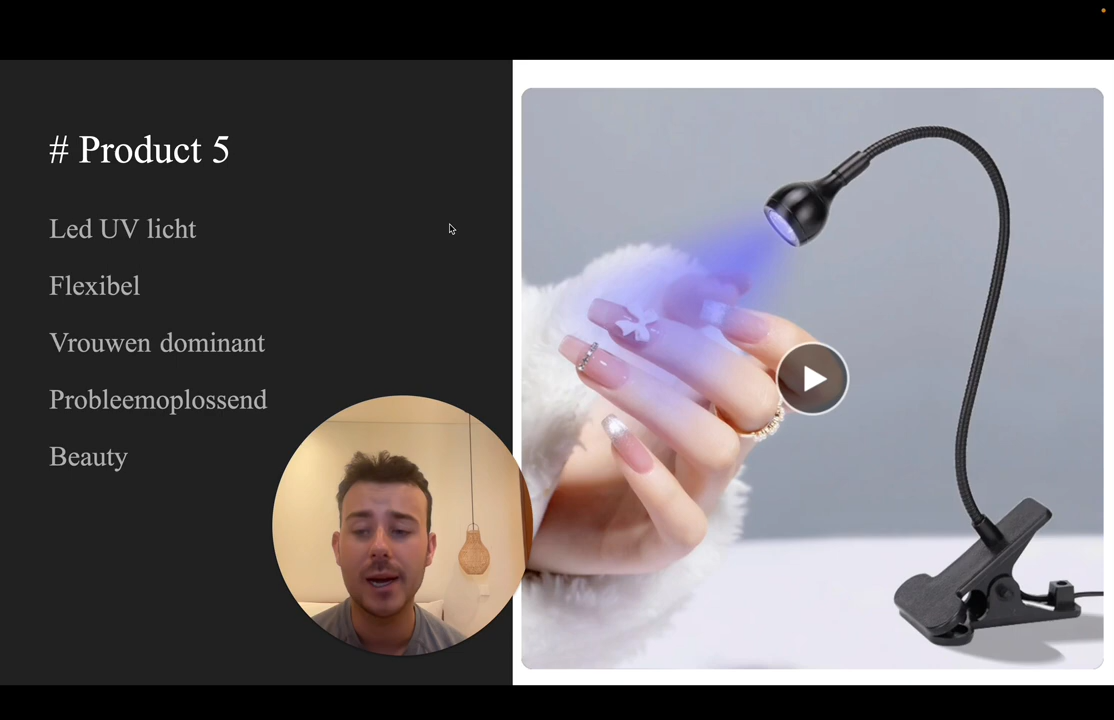 # Product 5
Led UV licht
Flexibel
Vrouwen dominant
Probleemoplossend
Beauty